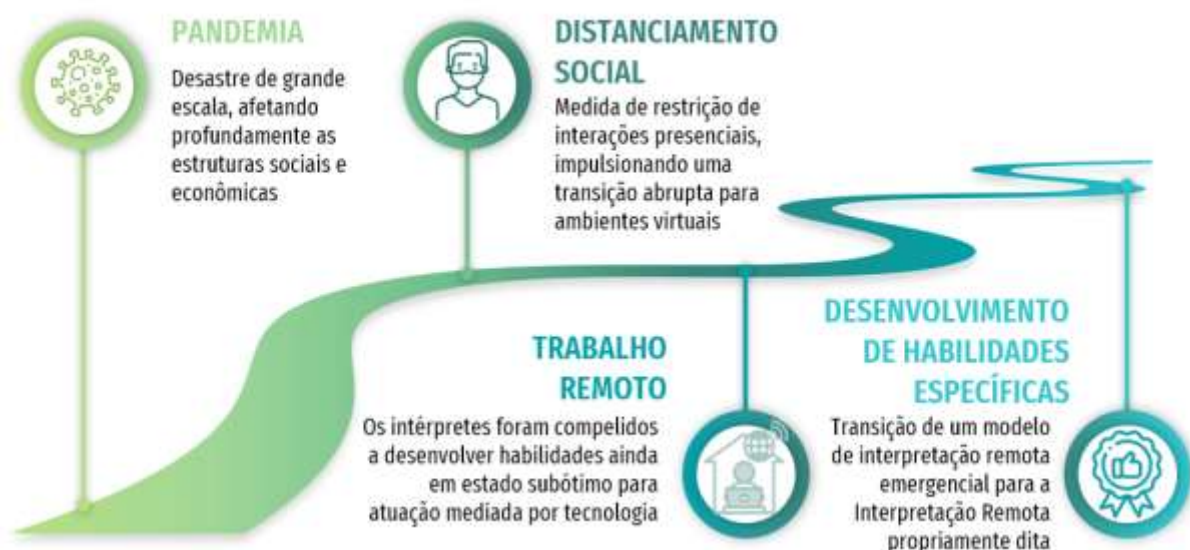 PANDEMIA
Desastre de grande
escala, afetando
profundamente as
estruturas sociais e
econômicas
DISTANCIAMENTO
SOCIAL
Medida de restrição de
interações presenciais,
impulsionando uma
transição abrupta para
ambientes virtuais
TRABALHO
REMOTO
Os intérpretes foram compelidos
a desenvolver habilidades ainda
em estado subótimo para
atuação mediada por tecnologia
DESENVOLVIMENTO
DE HABILIDADES
ESPECÍFICAS
Transição de um modelo
de interpretação remota
emergencial para a
Interpretação Remota
propriamente dita